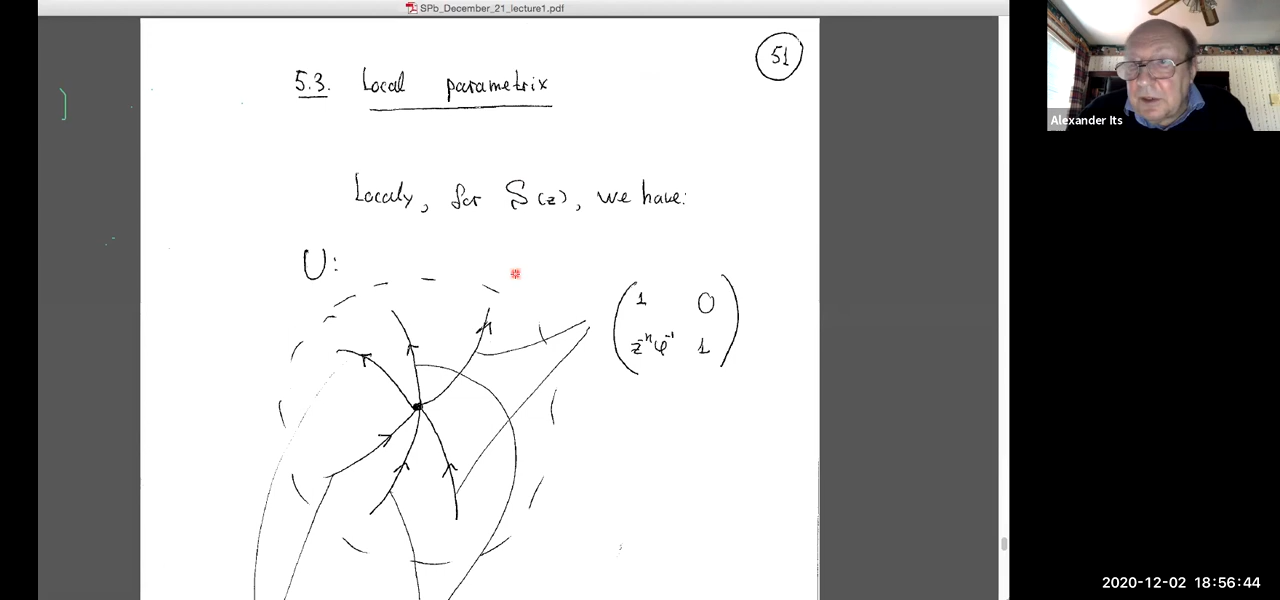 SPb_December_21_lecture1.pdf
51
5.3. Local parametrix
Localy, for S(z), we have:
U:
1 0
z⁻ⁿ φ⁻¹ 1
Alexander Its
2020-12-02 18:56:44